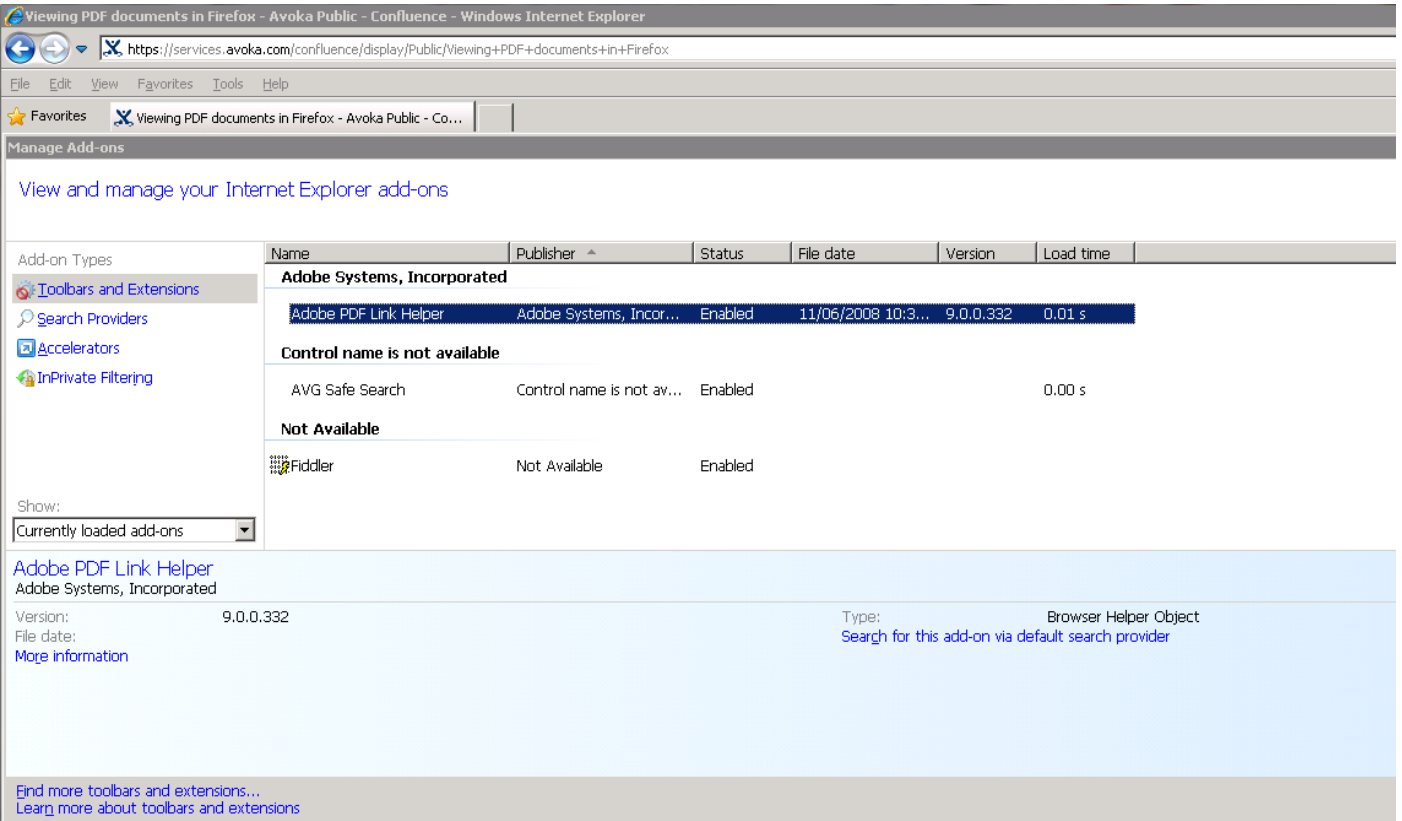 Viewing PDF documents in Firefox - Avoka Public - Confluence - Windows Internet Explorer
https://services.avoka.com/confluence/display/Public/Viewing+PDF+documents+in+Firefox
File Edit View Favorites Tools Help
Favorites Viewing PDF documents in Firefox - Avoka Public - Co...
Manage Add-ons
View and manage your Internet Explorer add-ons
Add-on Types
Toolbars and Extensions
Search Providers
Accelerators
InPrivate Filtering
Show:
Currently loaded add-ons
Name Publisher Status File date Version Load time
Adobe Systems, Incorporated
Adobe PDF Link Helper Adobe Systems, Incor... Enabled 11/06/2008 10:3... 9.0.0.332 0.01 s
Control name is not available
AVG Safe Search Control name is not av... Enabled 0.00 s
Not Available
Fiddler Not Available Enabled
Adobe PDF Link Helper
Adobe Systems, Incorporated
Version: 9.0.0.332 Type: Browser Helper Object
File date: Search for this add-on via default search provider
More information
Find more toolbars and extensions...
Learn more about toolbars and extensions